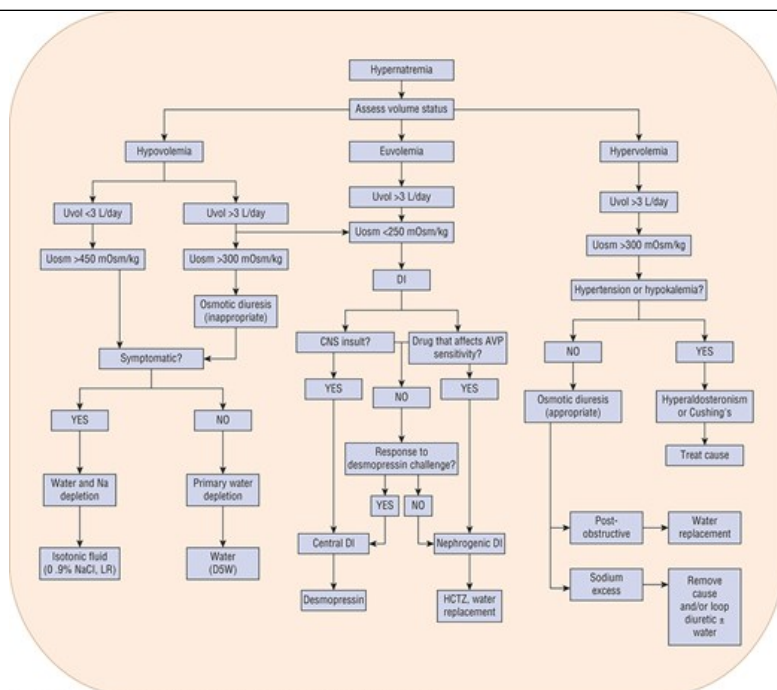 Hypernatremia
Assess volume status
Hypovolemia
Euvolemia
Hypervolemia
Uvol <3 L/day
Uvol >3 L/day
Uvol >3 L/day
Uvol >3 L/day
Uosm >450 mOsm/kg
Uosm >300 mOsm/kg
Uosm <250 mOsm/kg
Uosm >300 mOsm/kg
DI
Hypertension or hypokalemia?
Osmotic diuresis
(inappropriate)
Symptomatic?
CNS insult?
Drug that affects AVP
sensitivity?
NO
YES
YES
NO
YES
NO
YES
Osmotic diuresis
(appropriate)
Hyperaldosteronism
or Cushing's
Treat cause
Water and Na
depletion
Primary water
depletion
Response to
desmopressin challenge?
YES
NO
Isotonic fluid
(0 .9% NaCl, LR)
Water
(D5W)
Central DI
Nephrogenic DI
Post-
obstructive
Water
replacement
Desmopressin
HCTZ, water
replacement
Sodium
excess
Remove
cause
and/or loop
diuretic ±
water